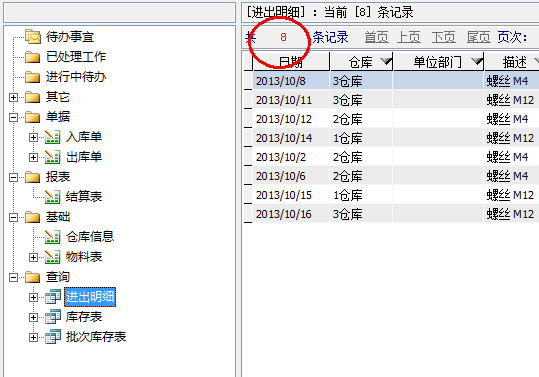 待办事宜
已处理工作
进行中待办
其它
单据
入库单
出库单
报表
结算表
基础
仓库信息
物料表
查询
进出明细
库存表
批次库存表
[进出明细] : 当前 [8] 条记录
共 8 条记录 首页 上页 下页 尾页 页次:
日期 仓库 单位部门 描述
2013/10/8 3仓库 螺丝 M4
2013/10/11 3仓库 螺丝 M12
2013/10/12 2仓库 螺丝 M4
2013/10/14 1仓库 螺丝 M12
2013/10/2 2仓库 螺丝 M4
2013/10/6 2仓库 螺丝 M4
2013/10/15 1仓库 螺丝 M12
2013/10/16 3仓库 螺丝 M12